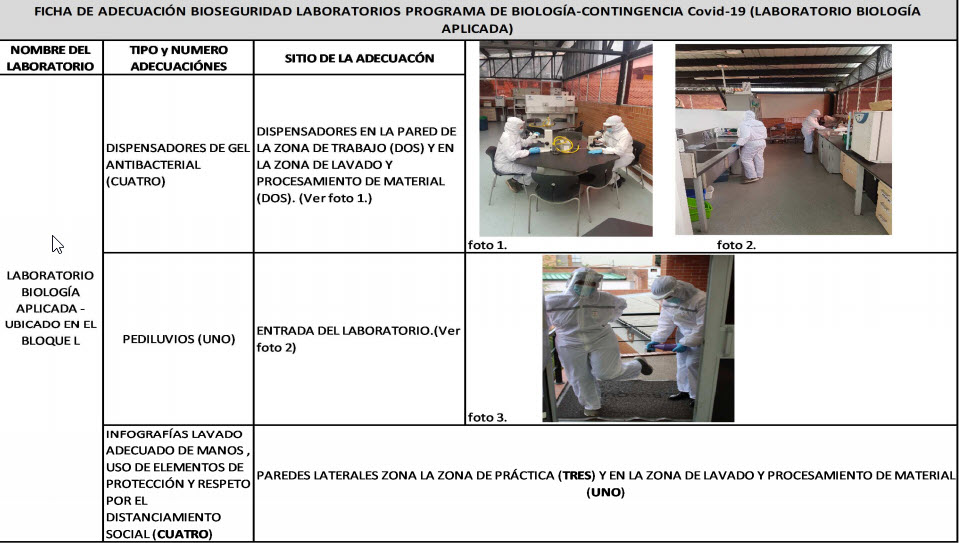 FICHA DE ADECUACIÓN BIOSEGURIDAD LABORATORIOS PROGRAMA DE BIOLOGÍA-CONTINGENCIA Covid-19 (LABORATORIO BIOLOGÍA
APLICADA)
NOMBRE DEL
LABORATORIO
TIPO y NUMERO
ADECUACIÓNES
SITIO DE LA ADECUACÓN
LABORATORIO
BIOLOGÍA
APLICADA -
UBICADO EN EL
BLOQUE L
DISPENSADORES DE GEL
ANTIBACTERIAL
(CUATRO)
DISPENSADORES EN LA PARED DE
LA ZONA DE TRABAJO (DOS) Y EN
LA ZONA DE LAVADO Y
PROCESAMIENTO DE MATERIAL
(DOS). (Ver foto 1.)
foto 1.
foto 2.
PEDILUVIOS (UNO)
ENTRADA DEL LABORATORIO.(Ver
foto 2)
foto 3.
INFOGRAFÍAS LAVADO
ADECUADO DE MANOS ,
USO DE ELEMENTOS DE
PROTECCIÓN Y RESPETO
POR EL
DISTANCIAMIENTO
SOCIAL (CUATRO)
PAREDES LATERALES ZONA LA ZONA DE PRÁCTICA (TRES) Y EN LA ZONA DE LAVADO Y PROCESAMIENTO DE MATERIAL
(UNO)